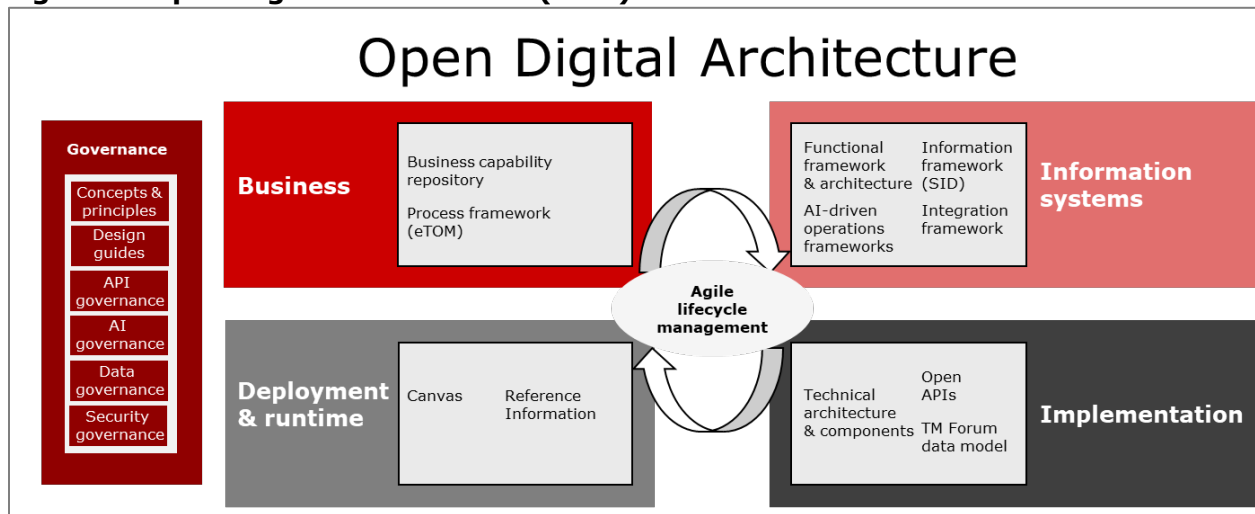 Open Digital Architecture
Governance
Concepts &
principles
Design
guides
API
governance
AI
governance
Data
governance
Security
governance
Business
Business capability
repository
Process framework
(eTOM)
Functional
framework
& architecture
AI-driven
operations
frameworks
Information
framework
(SID)
Integration
framework
Information
systems
Agile
lifecycle
management
Deployment
& runtime
Canvas
Reference
Information
Technical
architecture
& components
Open
APIs
TM Forum
data model
Implementation